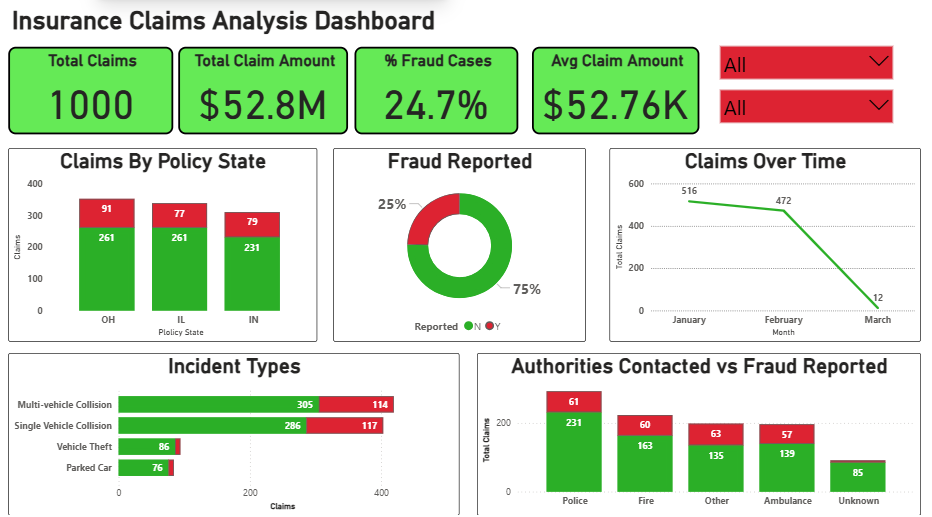 Insurance Claims Analysis Dashboard
Total Claims
1000
Total Claim Amount
$52.8M
% Fraud Cases
24.7%
Avg Claim Amount
$52.76K
All
All
Claims By Policy State
400
300
200
100
0
Claims
91
261
77
261
79
231
OH
IL
IN
Plolicy State
Fraud Reported
25%
75%
Reported N Y
Claims Over Time
600
400
200
0
Total Claims
516
472
12
January
February
March
Month
Incident Types
Multi-vehicle Collision
305
114
Single Vehicle Collision
286
117
Vehicle Theft
86
Parked Car
76
0
200
400
Claims
Authorities Contacted vs Fraud Reported
200
0
Total Claims
61
231
60
163
63
135
57
139
85
Police
Fire
Other
Ambulance
Unknown